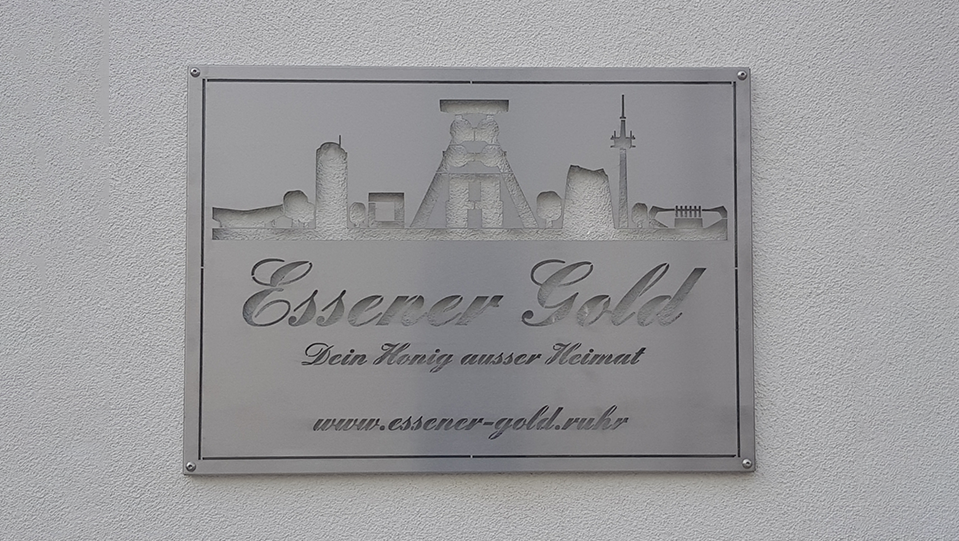 Essener Gold
Dein Honig ausser Heimat
www.essener-gold.ruhr